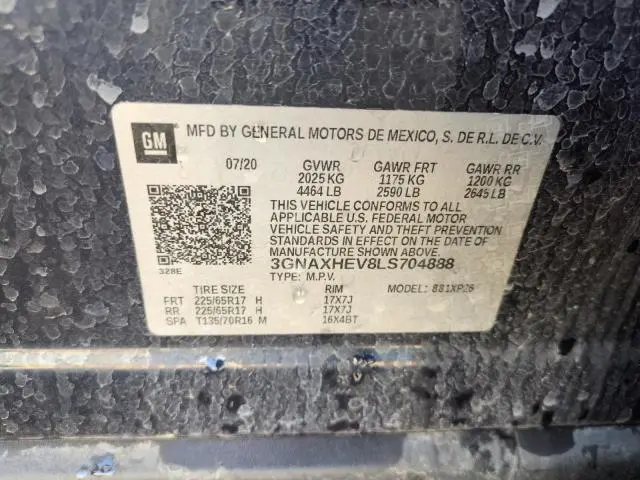 GM MFD BY GENERAL MOTORS DE MEXICO, S. DE R.L. DE C.V.
07/20 GVWR GAWR FRT GAWR RR
2025 KG 1175 KG 1200 KG
4464 LB 2590 LB 2645 LB
THIS VEHICLE CONFORMS TO ALL
APPLICABLE U.S. FEDERAL MOTOR
VEHICLE SAFETY AND THEFT PREVENTION
STANDARDS IN EFFECT ON THE DATE OF
MANUFACTURE SHOWN ABOVE.
328E 3GNAXHEV8LS704888
TYPE: M.P.V.
TIRE SIZE RIM MODEL: 881XP26
FRT 225/65R17 H 17X7J
RR 225/65R17 H 17X7J
SPA T135/70R16 M 16X4BT